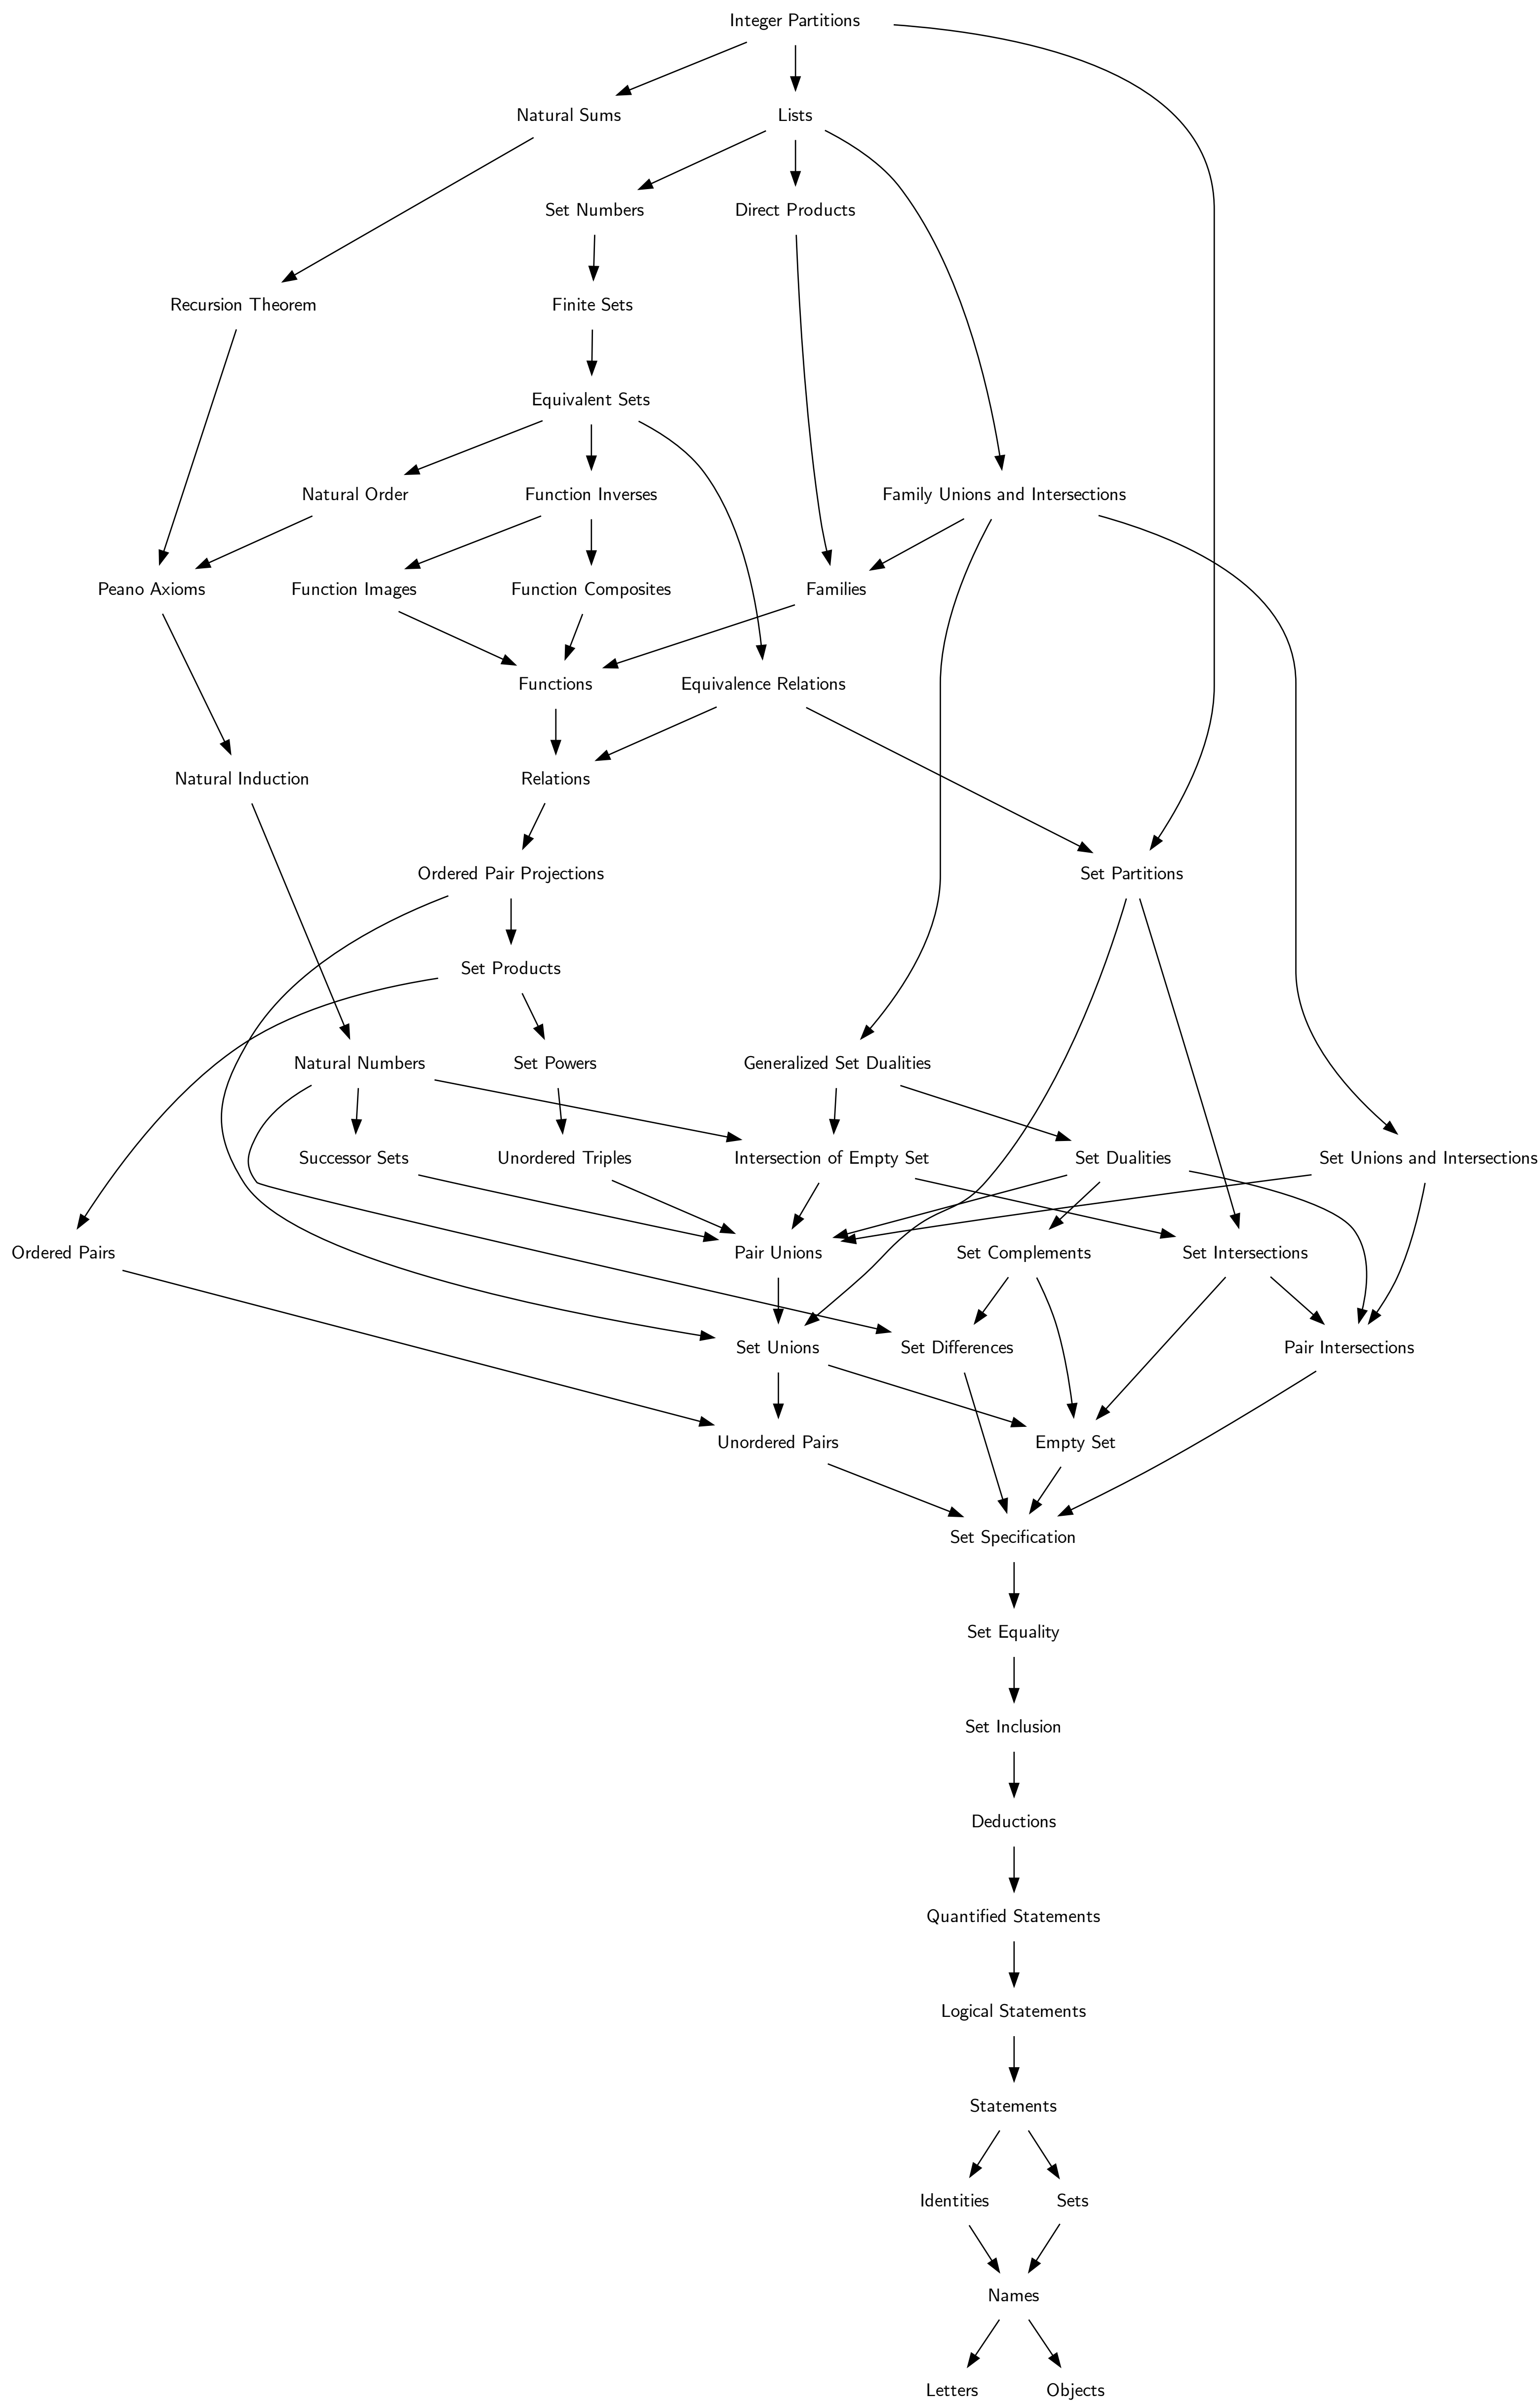 Integer Partitions
Natural Sums
Lists
Set Numbers
Direct Products
Recursion Theorem
Finite Sets
Equivalent Sets
Natural Order
Function Inverses
Family Unions and Intersections
Peano Axioms
Function Images
Function Composites
Families
Functions
Equivalence Relations
Natural Induction
Relations
Ordered Pair Projections
Set Partitions
Set Products
Natural Numbers
Set Powers
Generalized Set Dualities
Successor Sets
Unordered Triples
Intersection of Empty Set
Set Dualities
Set Unions and Intersections
Ordered Pairs
Pair Unions
Set Complements
Set Intersections
Set Unions
Set Differences
Pair Intersections
Unordered Pairs
Empty Set
Set Specification
Set Equality
Set Inclusion
Deductions
Quantified Statements
Logical Statements
Statements
Identities
Sets
Names
Letters
Objects